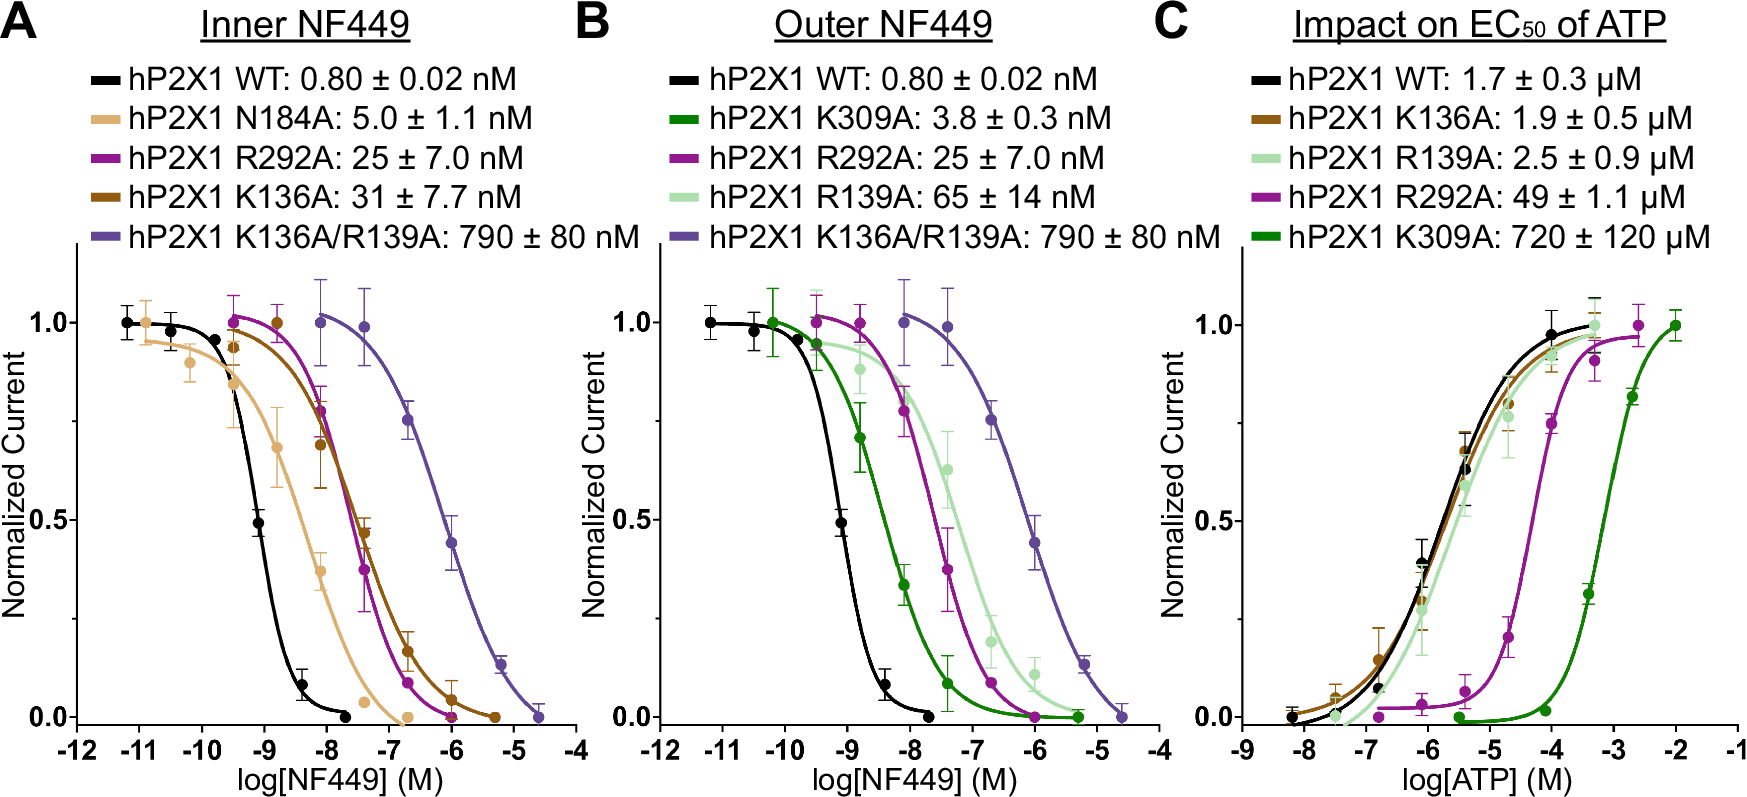 A
Inner NF449
hP2X1 WT: 0.80 ± 0.02 nM
hP2X1 N184A: 5.0 ± 1.1 nM
hP2X1 R292A: 25 ± 7.0 nM
hP2X1 K136A: 31 ± 7.7 nM
hP2X1 K136A/R139A: 790 ± 80 nM
Normalized Current
1.0
0.5
0.0
-12 -11 -10 -9 -8 -7 -6 -5 -4
log[NF449] (M)
B
Outer NF449
hP2X1 WT: 0.80 ± 0.02 nM
hP2X1 K309A: 3.8 ± 0.3 nM
hP2X1 R292A: 25 ± 7.0 nM
hP2X1 R139A: 65 ± 14 nM
hP2X1 K136A/R139A: 790 ± 80 nM
Normalized Current
1.0
0.5
0.0
-12 -11 -10 -9 -8 -7 -6 -5 -4
log[NF449] (M)
C
Impact on EC₅₀ of ATP
hP2X1 WT: 1.7 ± 0.3 µM
hP2X1 K136A: 1.9 ± 0.5 µM
hP2X1 R139A: 2.5 ± 0.9 µM
hP2X1 R292A: 49 ± 1.1 µM
hP2X1 K309A: 720 ± 120 µM
Normalized Current
1.0
0.5
0.0
-9 -8 -7 -6 -5 -4 -3 -2 -1
log[ATP] (M)